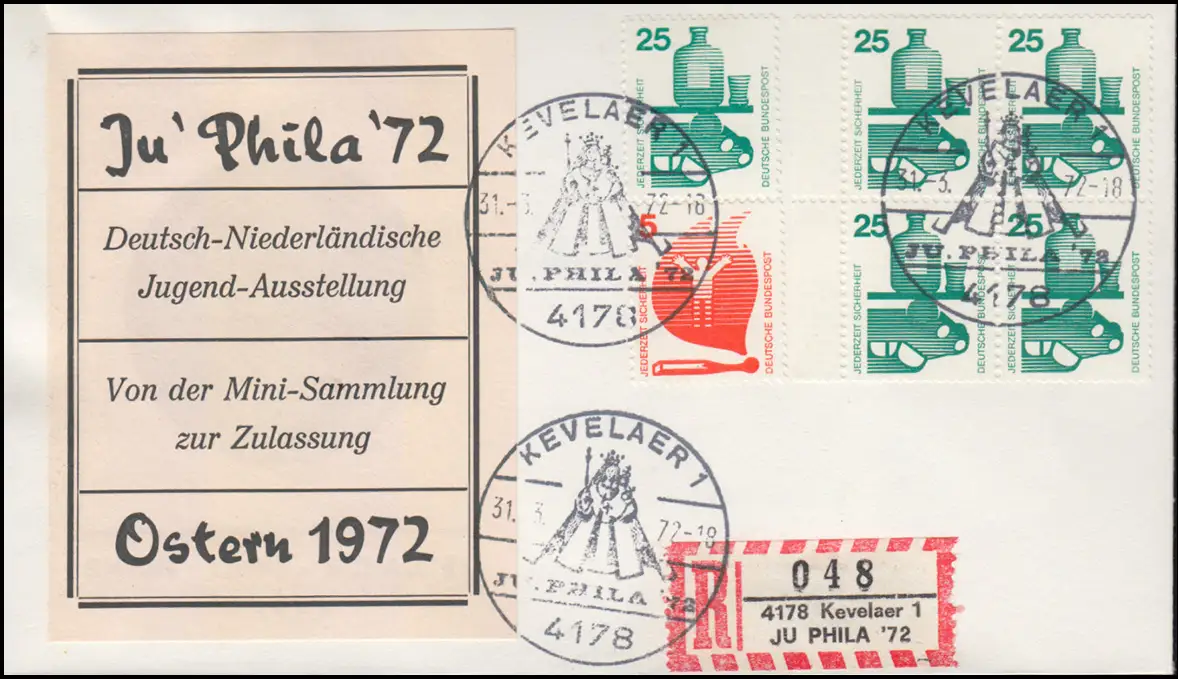 Ju' Phila '72
Deutsch-Niederländische
Jugend-Ausstellung
Von der Mini-Sammlung
zur Zulassung
Ostern 1972
25
JEDERZEIT SICHERHEIT
DEUTSCHE BUNDESPOST
25
JEDERZEIT SICHERHEIT
DEUTSCHE BUNDESPOST
25
JEDERZEIT SICHERHEIT
DEUTSCHE BUNDESPOST
5
JEDERZEIT SICHERHEIT
DEUTSCHE BUNDESPOST
25
JEDERZEIT SICHERHEIT
DEUTSCHE BUNDESPOST
25
JEDERZEIT SICHERHEIT
DEUTSCHE BUNDESPOST
KEVELAER 1
31.-3. 72-18
JU. PHILA '72
4178
KEVELAER 1
31.-3. 72-18
JU. PHILA '72
4178
KEVELAER 1
31. 3. 72-18
JU. PHILA '72
4178
R
048
4178 Kevelaer 1
JU PHILA '72